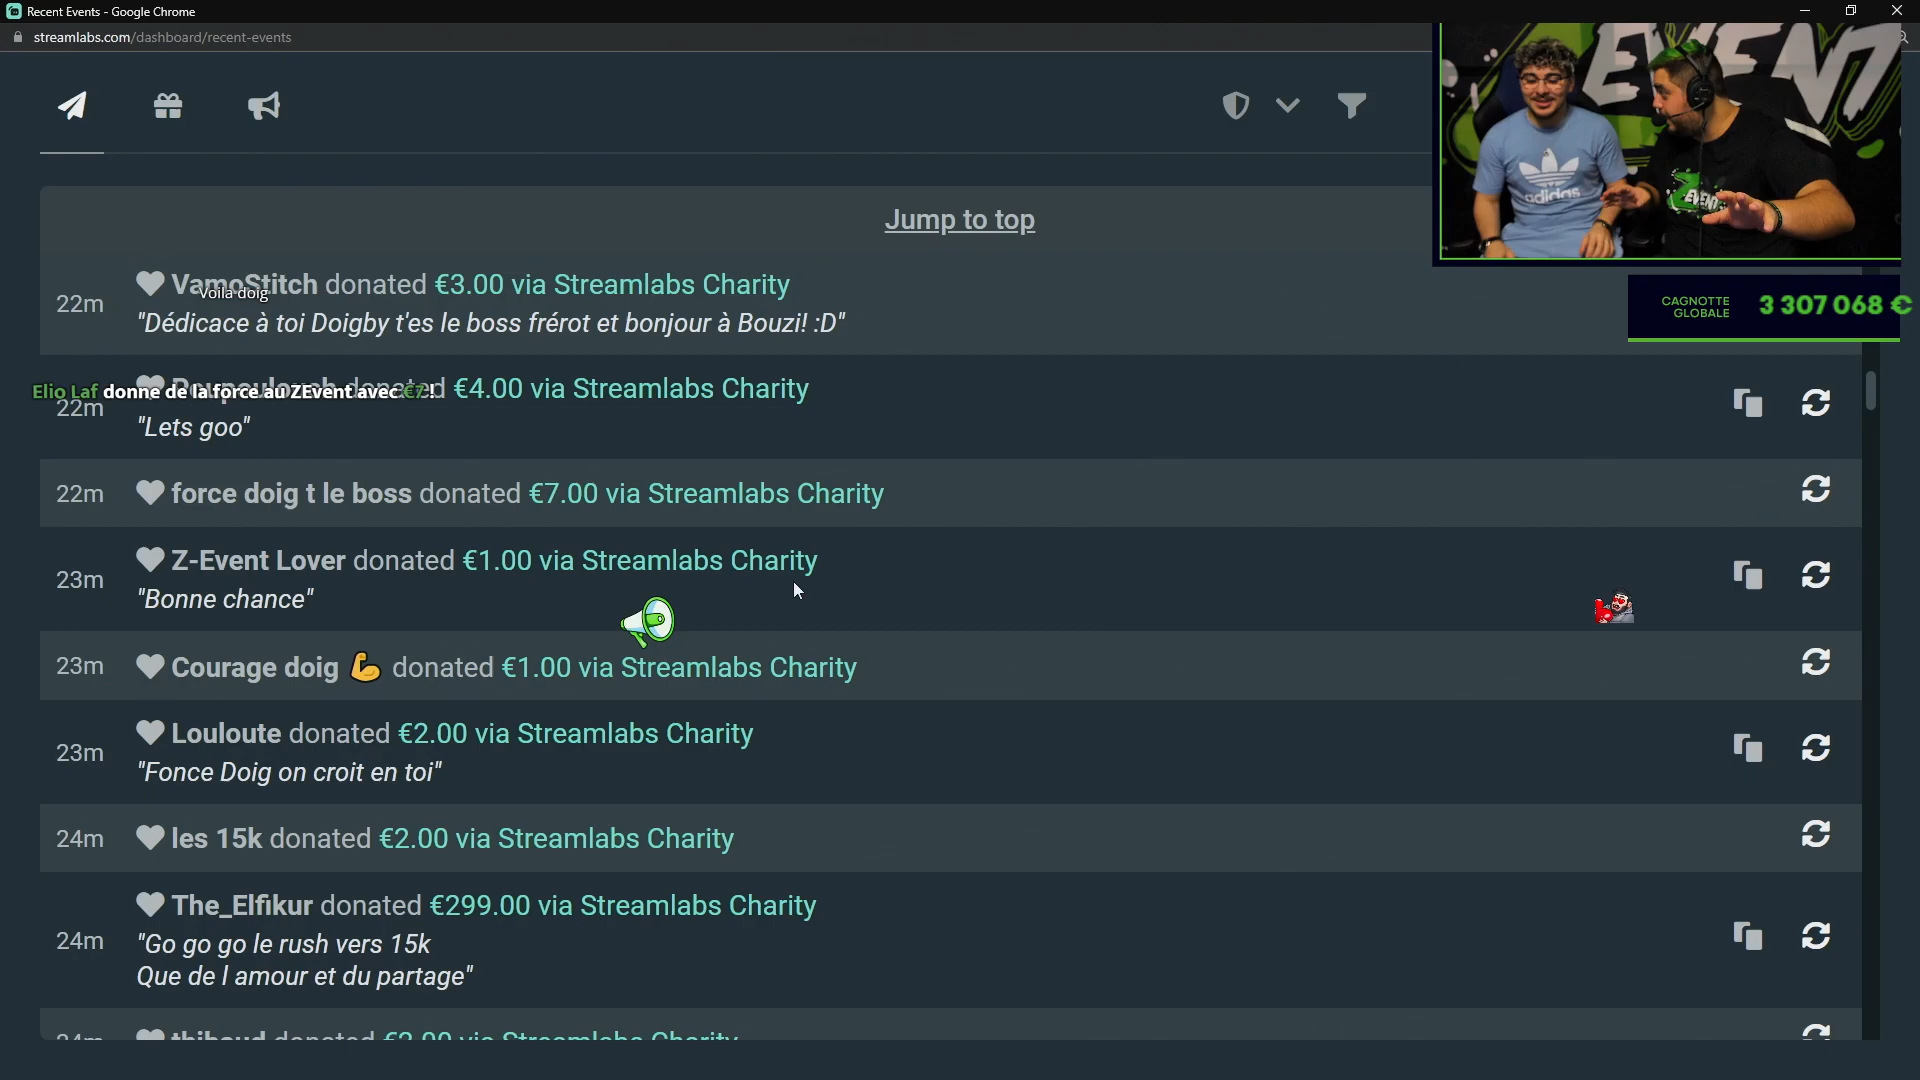 Recent Events - Google Chrome
streamlabs.com/dashboard/recent-events
ZEVENT
adidas
ZEVENT
Jump to top
CAGNOTTE GLOBALE 3 307 068 €
22m VamoStitch donated €3.00 via Streamlabs Charity
Voila doig
"Dédicace à toi Doigby t'es le boss frérot et bonjour à Bouzi! :D"
22m donated €4.00 via Streamlabs Charity
Elio Laf donne de la force au ZEvent avec €7 !
"Lets goo"
22m force doig t le boss donated €7.00 via Streamlabs Charity
23m Z-Event Lover donated €1.00 via Streamlabs Charity
"Bonne chance"
23m Courage doig 💪 donated €1.00 via Streamlabs Charity
23m Louloute donated €2.00 via Streamlabs Charity
"Fonce Doig on croit en toi"
24m les 15k donated €2.00 via Streamlabs Charity
24m The_Elfikur donated €299.00 via Streamlabs Charity
"Go go go le rush vers 15k
Que de l amour et du partage"
24m thibaud donated via Streamlabs Charity